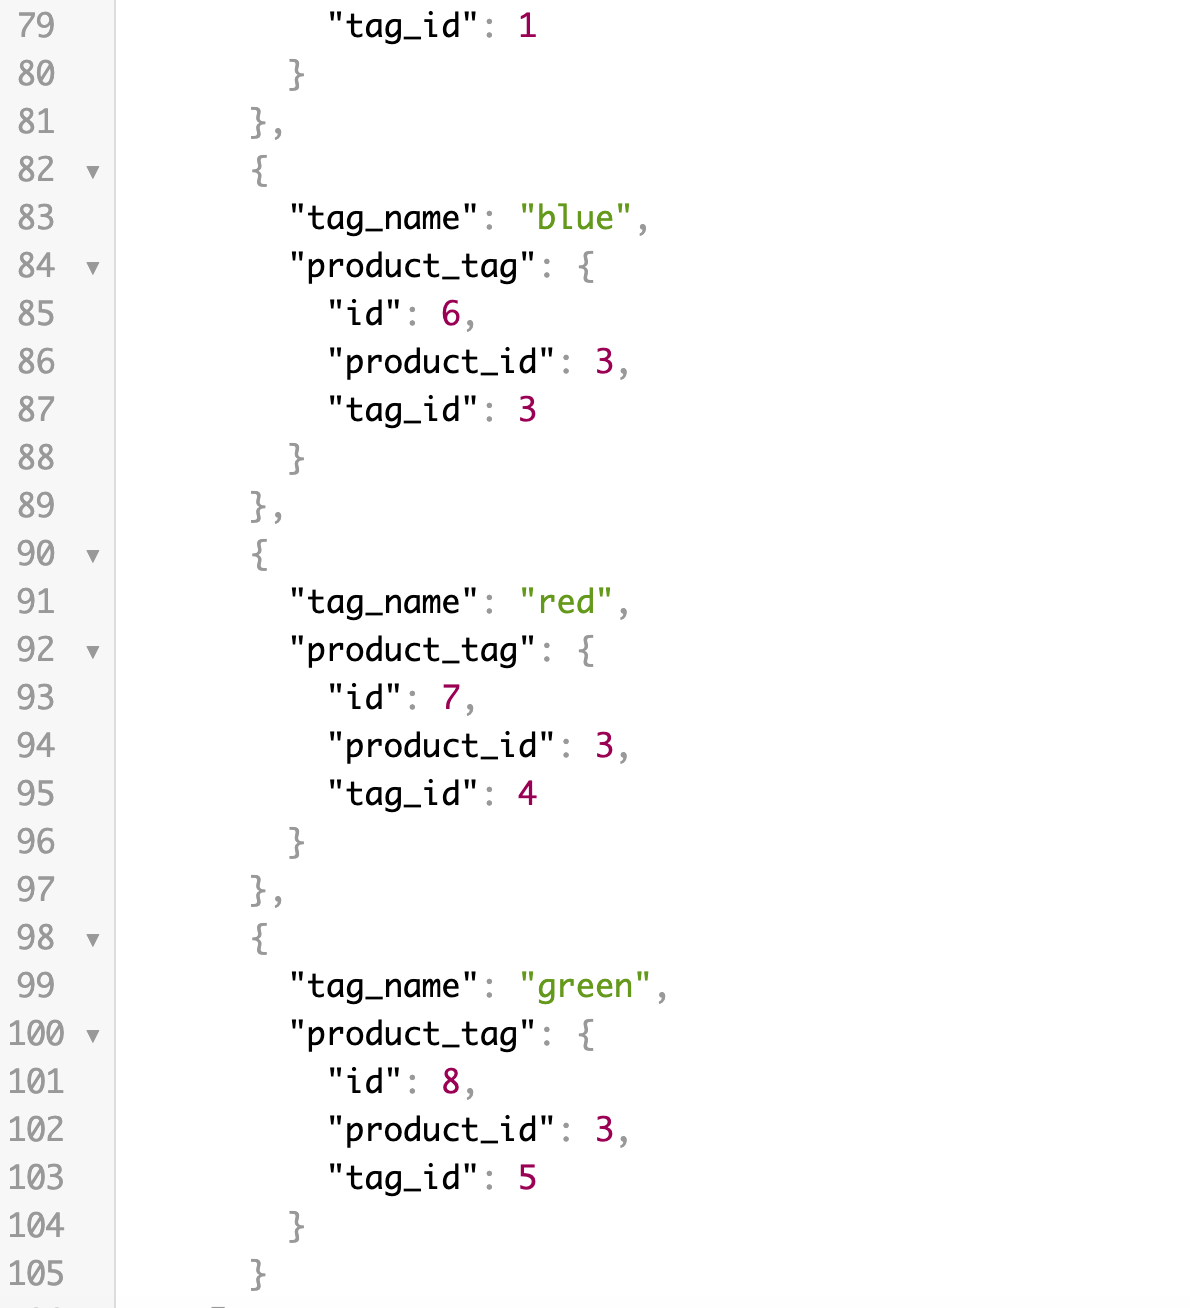 79 "tag_id": 1
80 }
81 },
82 ▼ {
83 "tag_name": "blue",
84 ▼ "product_tag": {
85 "id": 6,
86 "product_id": 3,
87 "tag_id": 3
88 }
89 },
90 ▼ {
91 "tag_name": "red",
92 ▼ "product_tag": {
93 "id": 7,
94 "product_id": 3,
95 "tag_id": 4
96 }
97 },
98 ▼ {
99 "tag_name": "green",
100 ▼ "product_tag": {
101 "id": 8,
102 "product_id": 3,
103 "tag_id": 5
104 }
105 }